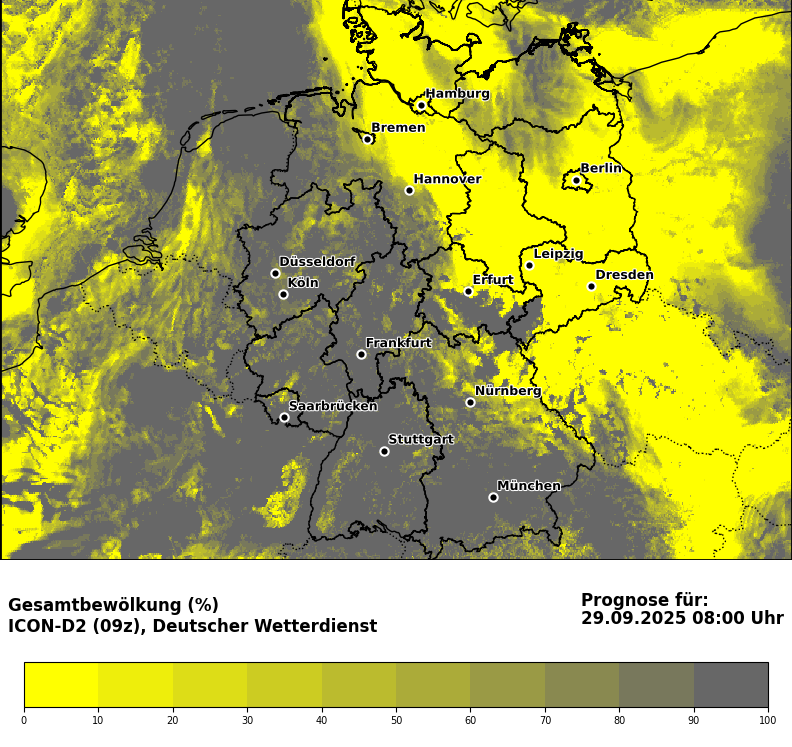 Hamburg
Bremen
Berlin
Hannover
Leipzig
Düsseldorf
Dresden
Köln
Erfurt
Frankfurt
Nürnberg
Saarbrücken
Stuttgart
München
Gesamtbewölkung (%)
ICON-D2 (09z), Deutscher Wetterdienst
Prognose für:
29.09.2025 08:00 Uhr
0 10 20 30 40 50 60 70 80 90 100